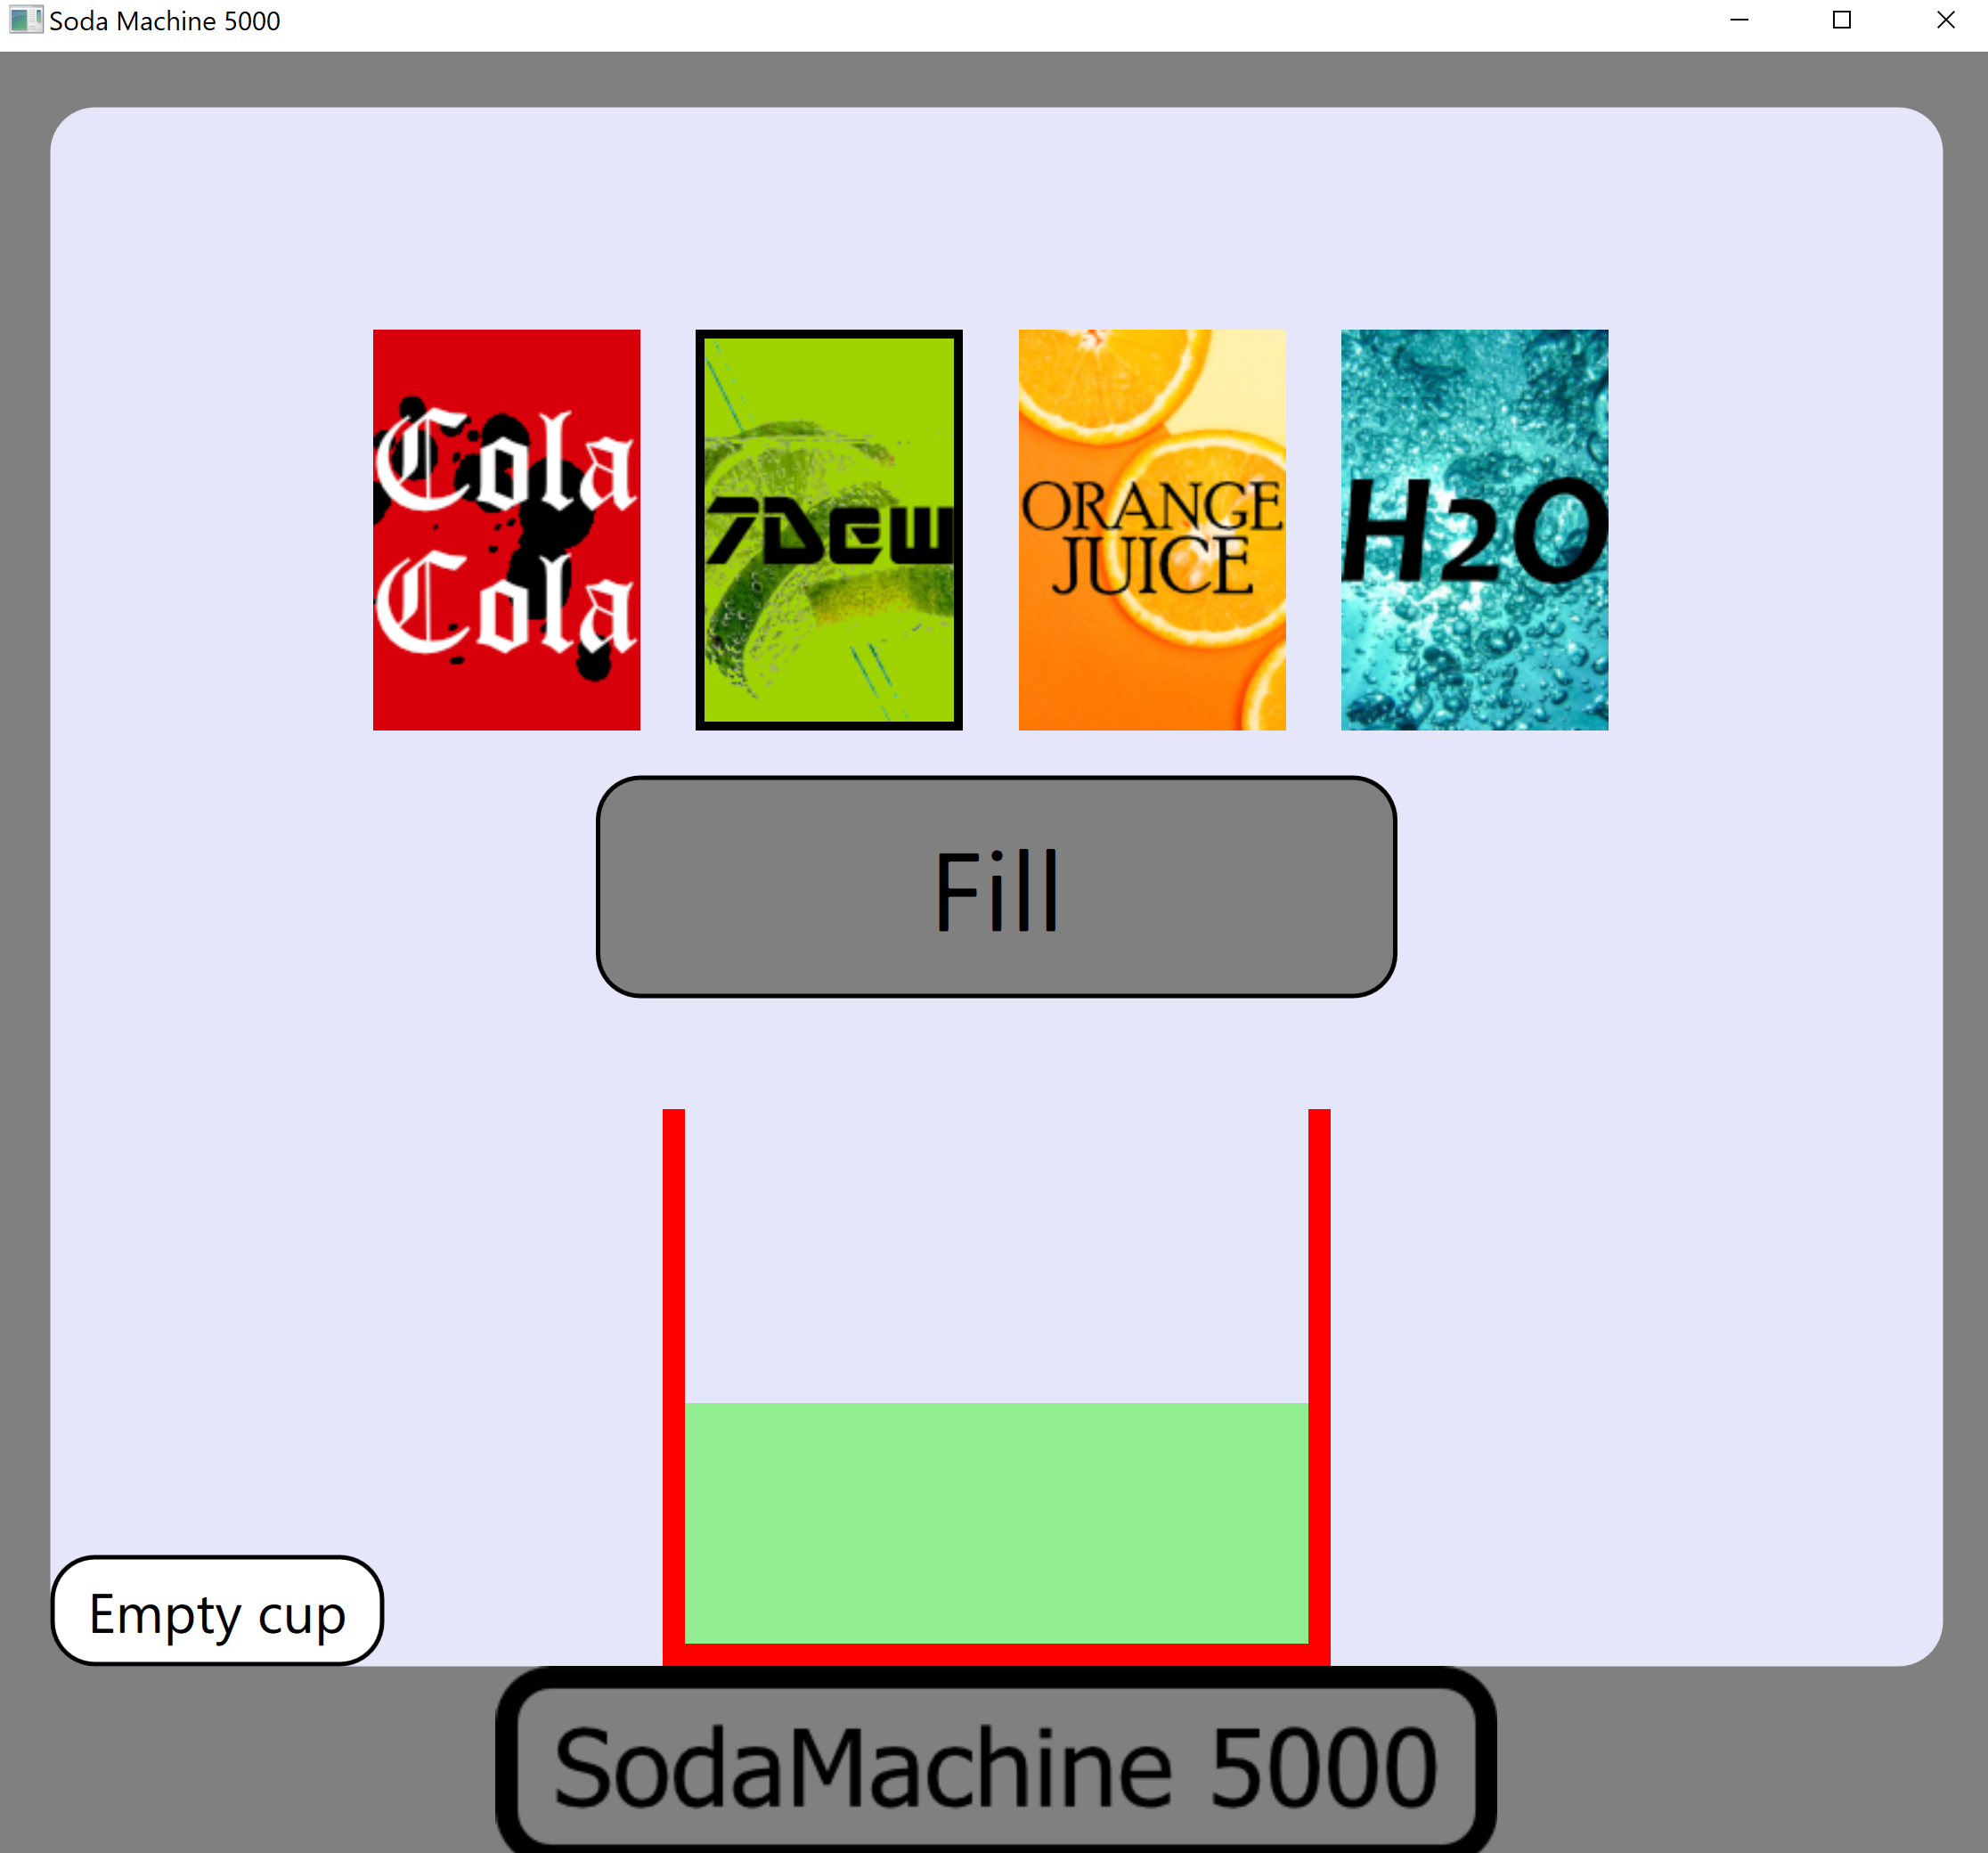 Soda Machine 5000
Cola
Cola
7Dew
ORANGE
JUICE
H2O
Fill
Empty cup
SodaMachine 5000